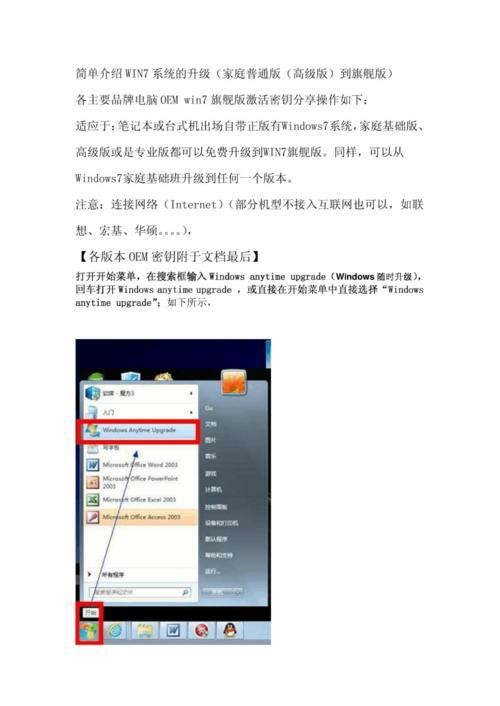 简单介绍WIN7系统的升级（家庭普通版（高级版）到旗舰版）
各主要品牌电脑OEM win7旗舰版激活密钥分享操作如下：
适应于：笔记本或台式机出场自带正版有Windows7系统，家庭基础版、
高级版或是专业版都可以免费升级到WIN7旗舰版。同样，可以从
Windows7家庭基础班升级到任何一个版本。
注意：连接网络（Internet）（部分机型不接入互联网也可以，如联
想、宏基、华硕。。。。），
【各版本OEM密钥附于文档最后】
打开开始菜单，在搜索框输入Windows anytime upgrade（Windows随时升级），
回车打开Windows anytime upgrade ，或直接在开始菜单中直接选择“Windows
anytime upgrade”；如下所示，
入门
Windows Anytime Upgrade
写字板
Microsoft Office Word 2003
Microsoft Office PowerPoint
2003
Microsoft Office Excel 2003
Microsoft Office Access 2003
所有程序
搜索程序和文件
Gu
文档
图片
音乐
游戏
计算机
控制面板
设备和打印机
默认程序
帮助和支持
运行...
开始